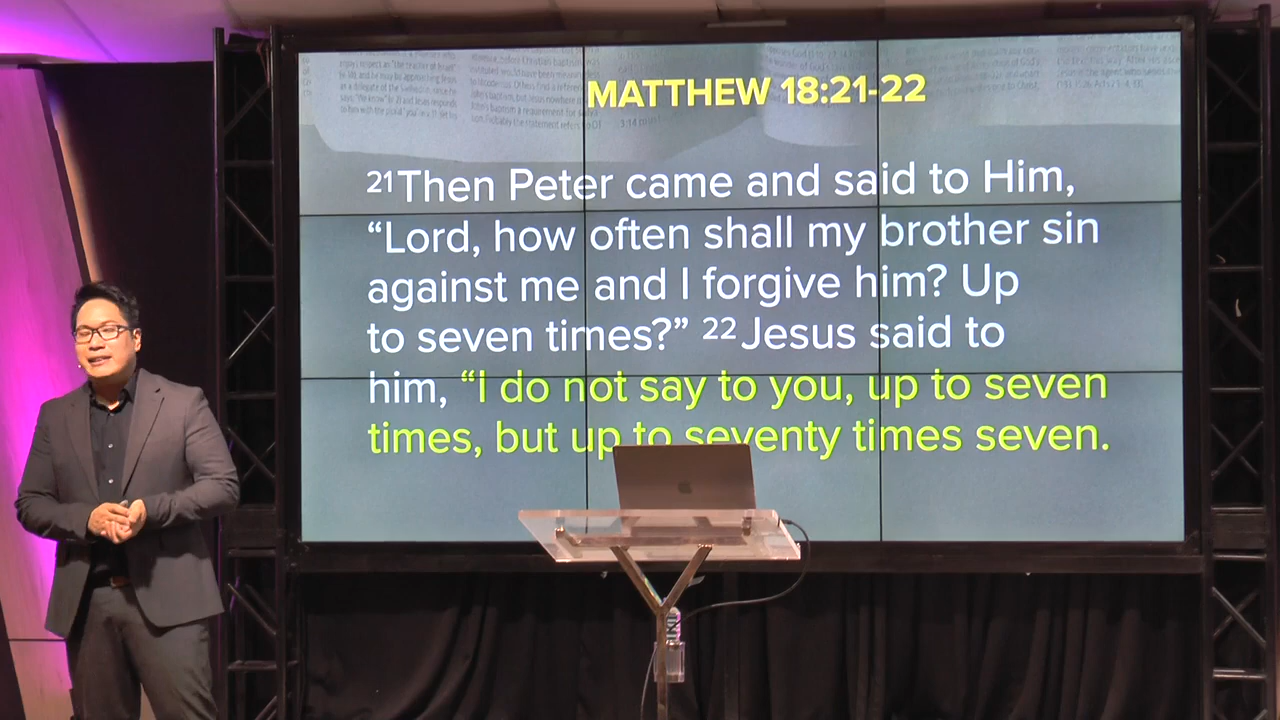 MATTHEW 18:21-22
21Then Peter came and said to Him,
“Lord, how often shall my brother sin
against me and I forgive him? Up
to seven times?” 22Jesus said to
him, “I do not say to you, up to seven
times, but up to seventy times seven.